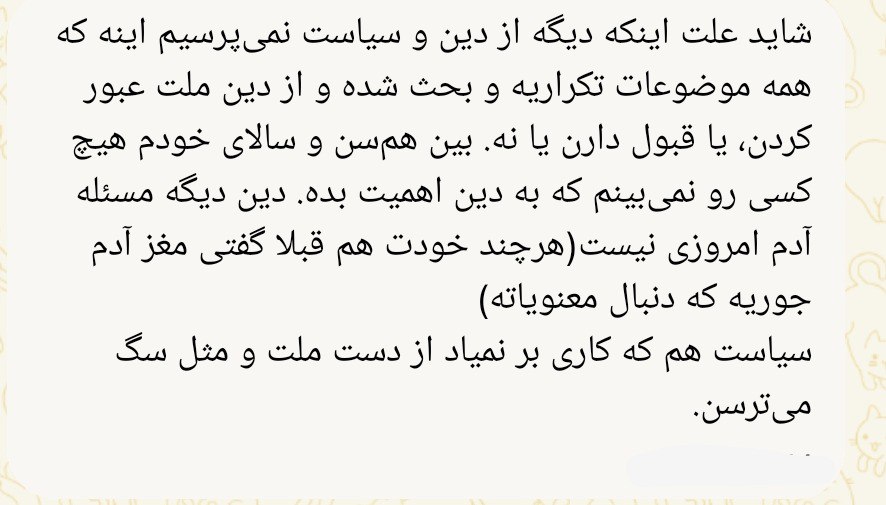 شاید علت اینکه دیگه از دین و سیاست نمی‌پرسیم اینه که
همه موضوعات تکراریه و بحث شده و از دین ملت عبور
کردن، یا قبول دارن یا نه. بین هم‌سن و سالای خودم هیچ
کسی رو نمی‌بینم که به دین اهمیت بده. دین دیگه مسئله
آدم امروزی نیست(هرچند خودت هم قبلا گفتی مغز آدم
جوریه که دنبال معنویاته)
سیاست هم که کاری بر نمیاد از دست ملت و مثل سگ
می‌ترسن.